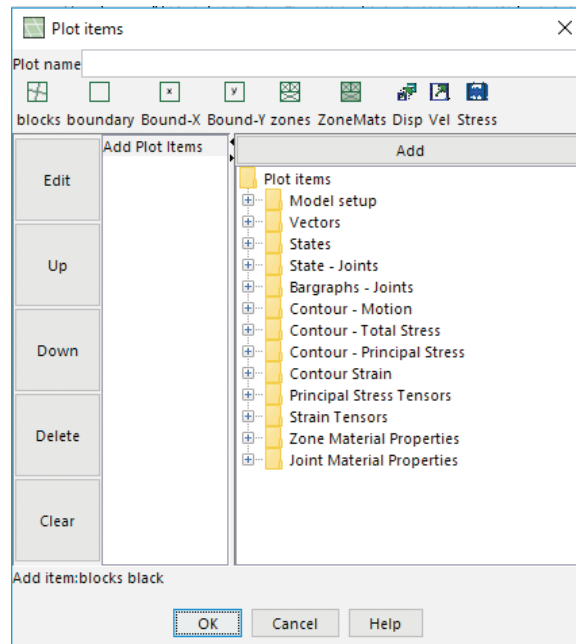 Plot items
Plot name
x y
blocks boundary Bound-X Bound-Y zones ZoneMats Disp Vel Stress
Add Plot Items
Add
Edit
Up
Down
Delete
Clear
Plot items
Model setup
Vectors
States
State - Joints
Bargraphs - Joints
Contour - Motion
Contour - Total Stress
Contour - Principal Stress
Contour Strain
Principal Stress Tensors
Strain Tensors
Zone Material Properties
Joint Material Properties
Add item:blocks black
OK Cancel Help